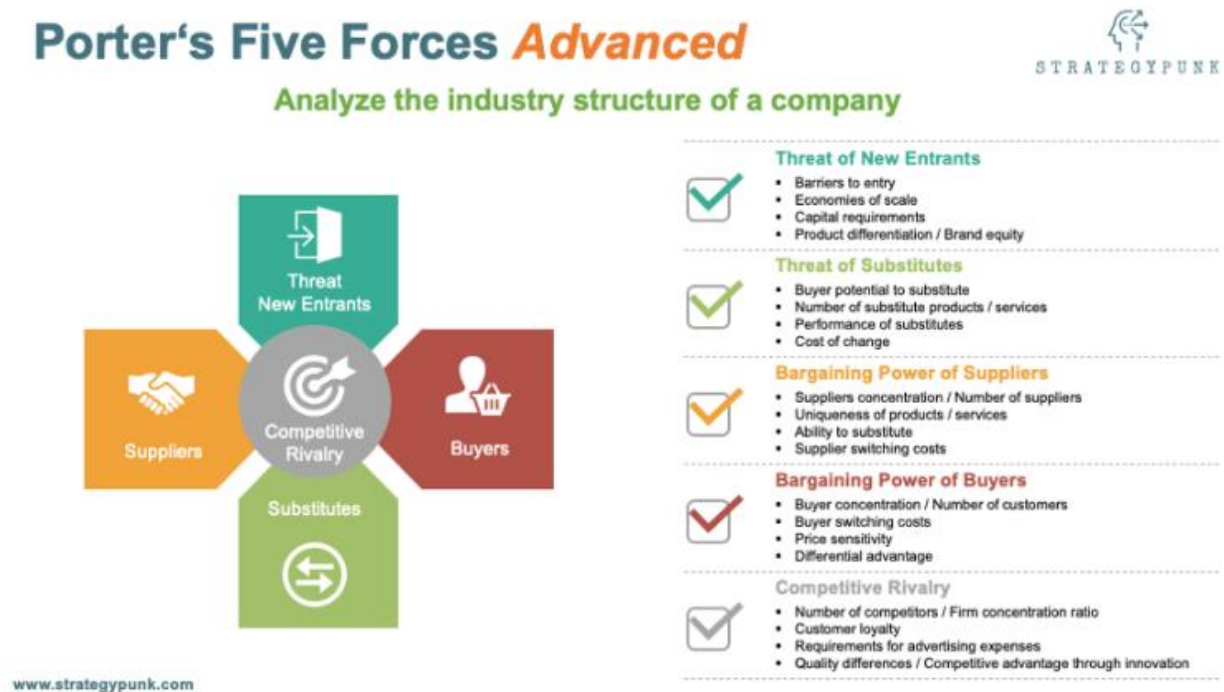 Porter's Five Forces Advanced
STRATEGYPUNK
Analyze the industry structure of a company
Threat
New Entrants
Suppliers
Competitive
Rivalry
Buyers
Substitutes
Threat of New Entrants
▪ Barriers to entry
▪ Economies of scale
▪ Capital requirements
▪ Product differentiation / Brand equity
Threat of Substitutes
▪ Buyer potential to substitute
▪ Number of substitute products / services
▪ Performance of substitutes
▪ Cost of change
Bargaining Power of Suppliers
▪ Suppliers concentration / Number of suppliers
▪ Uniqueness of products / services
▪ Ability to substitute
▪ Supplier switching costs
Bargaining Power of Buyers
▪ Buyer concentration / Number of customers
▪ Buyer switching costs
▪ Price sensitivity
▪ Differential advantage
Competitive Rivalry
▪ Number of competitors / Firm concentration ratio
▪ Customer loyalty
▪ Requirements for advertising expenses
▪ Quality differences / Competitive advantage through innovation
www.strategypunk.com